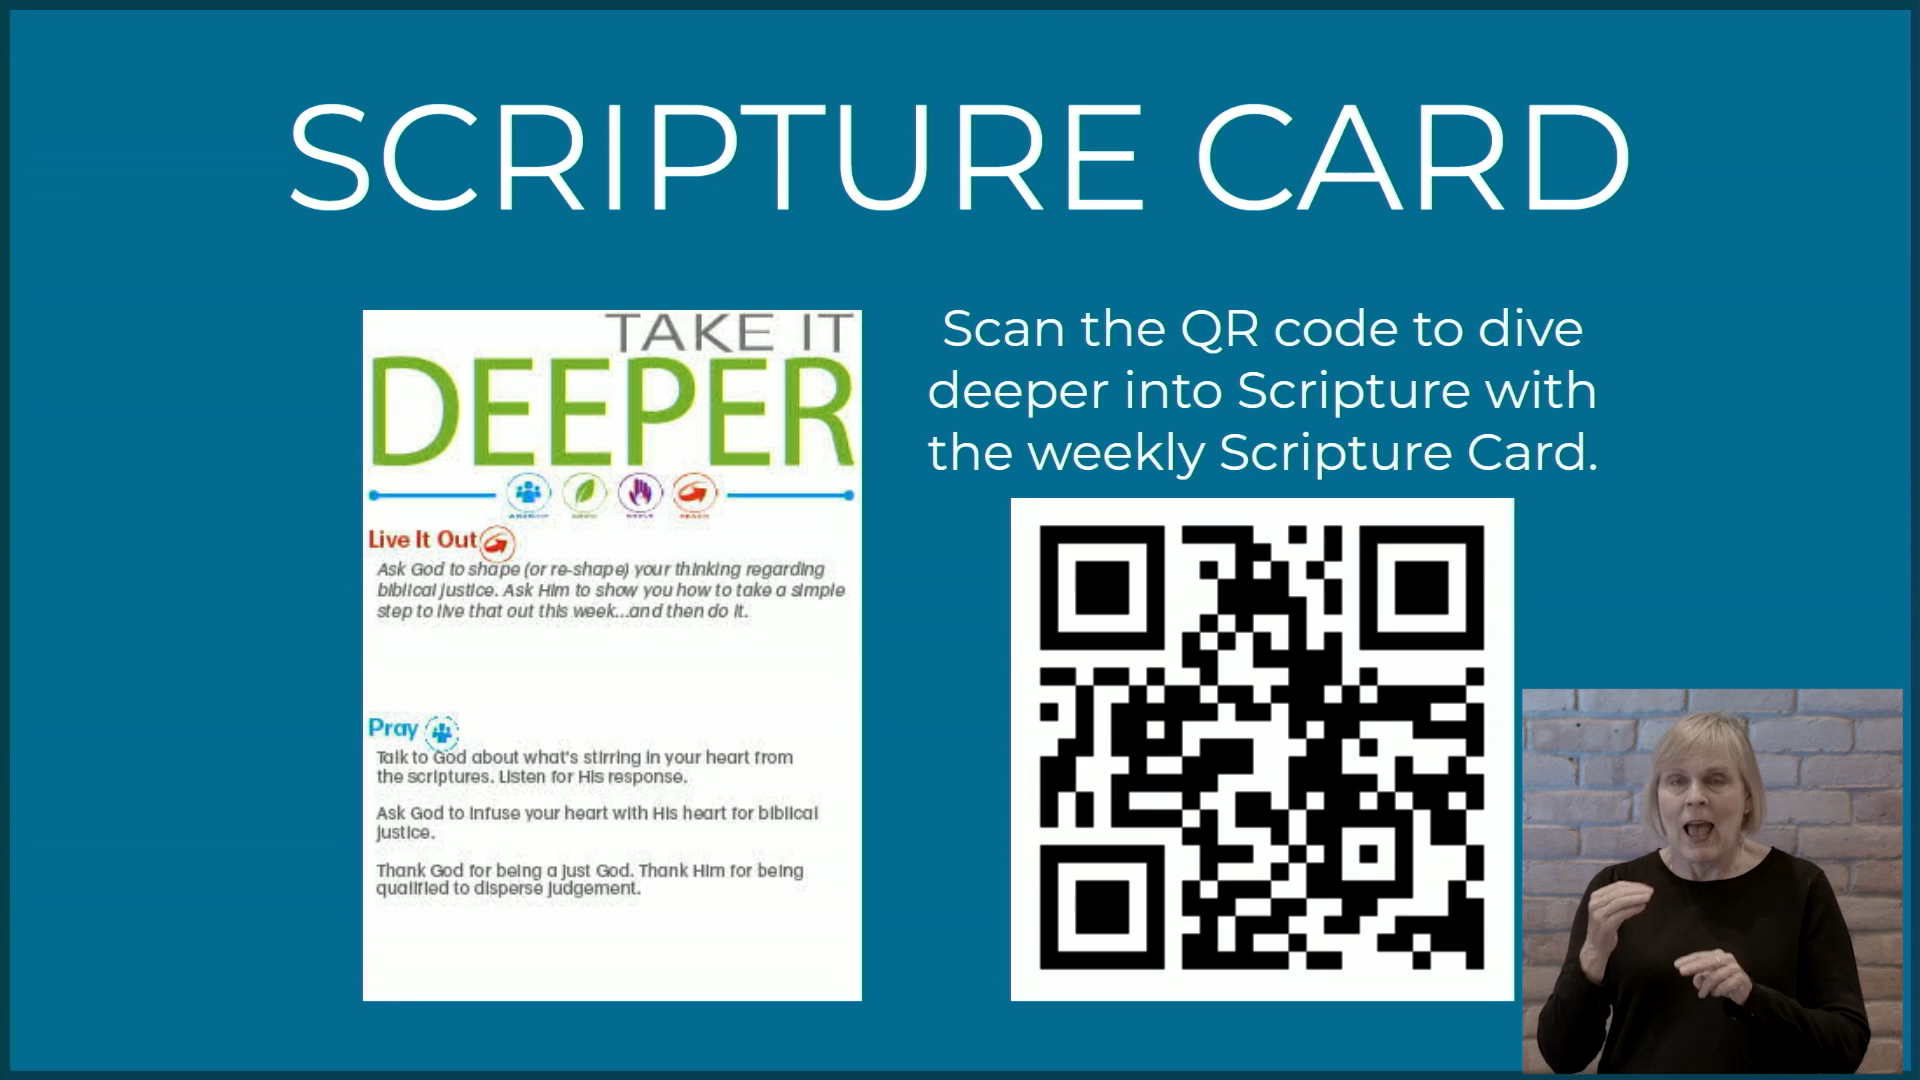 SCRIPTURE CARD
TAKE IT
DEEPER
Live It Out
Ask God to shape (or re-shape) your thinking regarding
biblical justice. Ask Him to show you how to take a simple
step to live that out this week...and then do it.
Pray
Talk to God about what's stirring in your heart from
the scriptures. Listen for His response.
Ask God to infuse your heart with His heart for biblical
justice.
Thank God for being a just God. Thank Him for being
qualified to disperse judgement.
Scan the QR code to dive
deeper into Scripture with
the weekly Scripture Card.